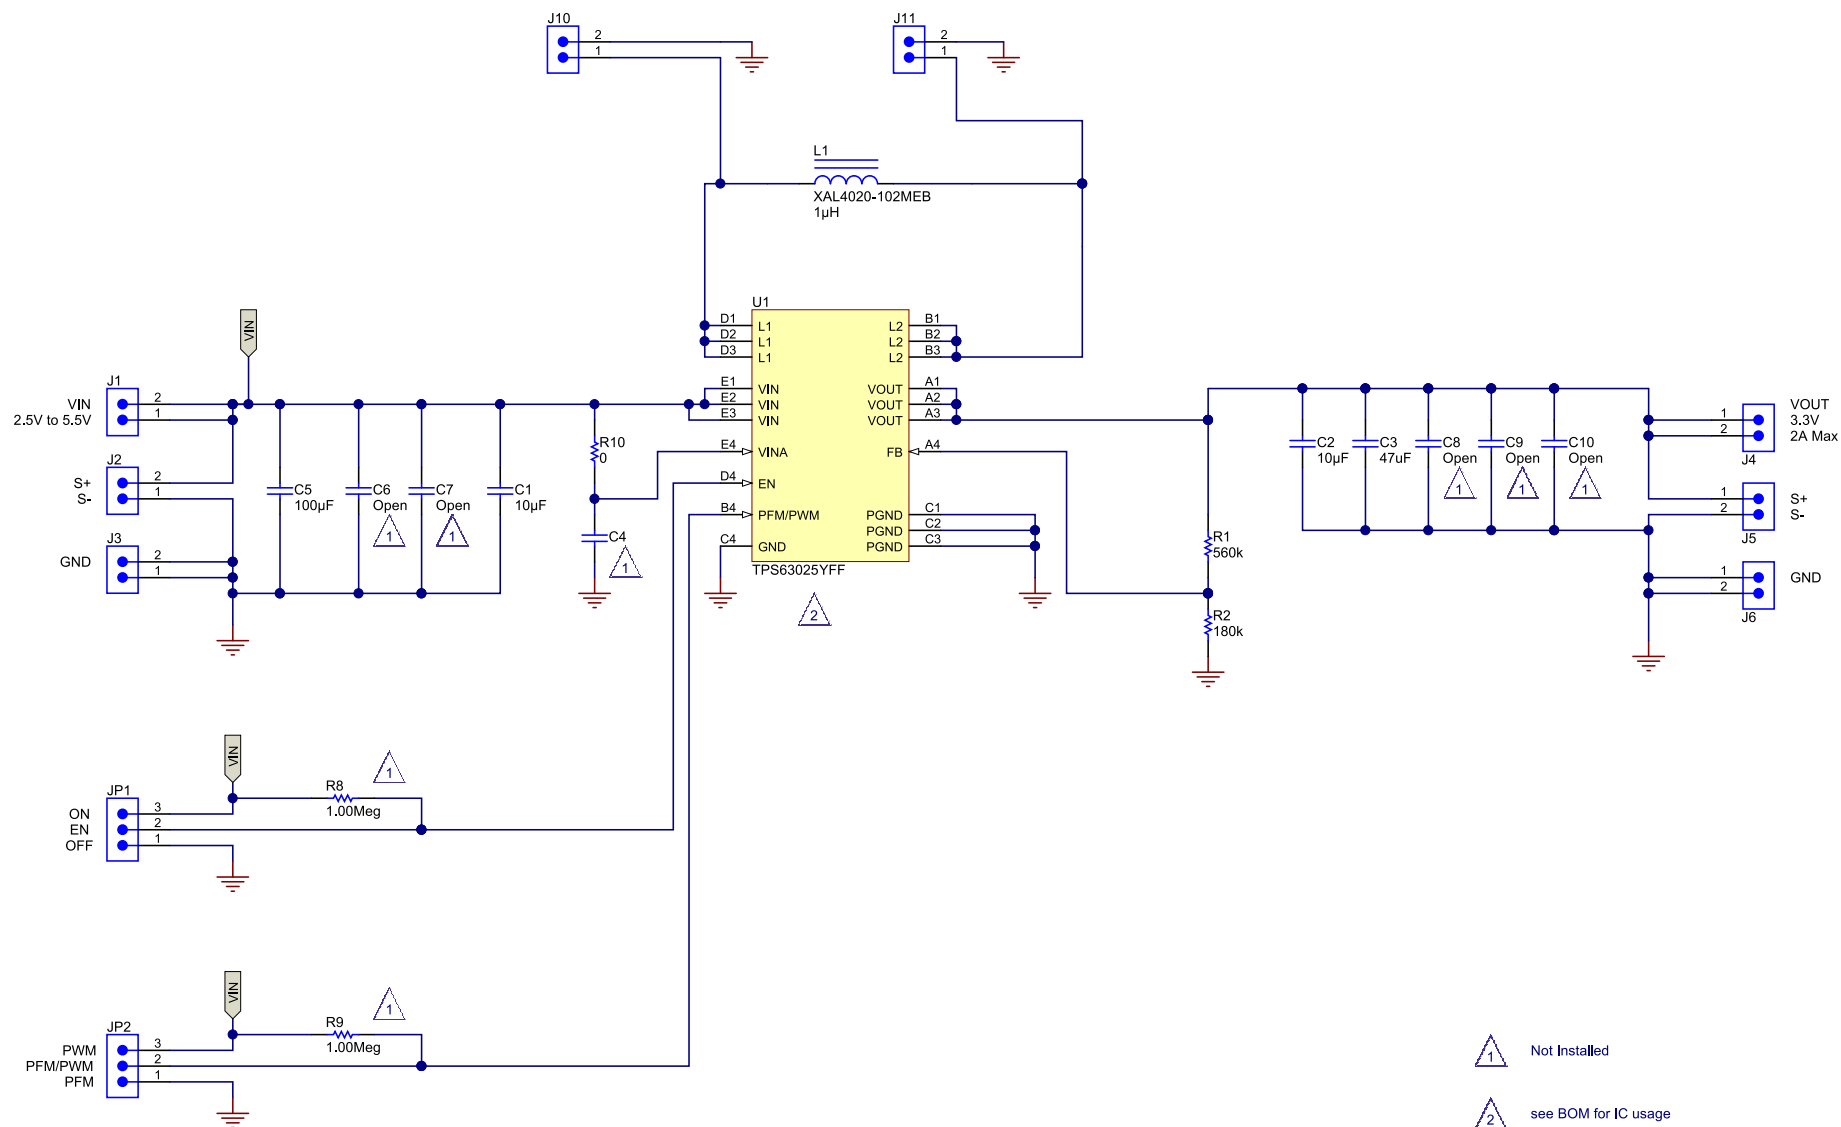 J10
2
1
J11
2
1
L1
XAL4020-102MEB
1µH
U1
D1 L1
D2 L1
D3 L1
E1 VIN
E2 VIN
E3 VIN
E4 VINA
D4 EN
B4 PFM/PWM
C4 GND
L2 B1
L2 B2
L2 B3
VOUT A1
VOUT A2
VOUT A3
FB A4
PGND C1
PGND C2
PGND C3
TPS63025YFF
2
VIN
J1
VIN
2.5V to 5.5V
2
1
J2
S+
S-
2
1
J3
GND
2
1
C5
100µF
C6
Open
1
C7
Open
1
C1
10µF
R10
0
C4
1
R1
560k
R2
180k
C2
10µF
C3
47uF
C8
Open
1
C9
Open
1
C10
Open
1
1
2
VOUT
3.3V
2A Max
J4
1
2
S+
S-
J5
1
2
GND
J6
VIN
JP1
ON
EN
OFF
3
2
1
R8
1.00Meg
1
VIN
JP2
PWM
PFM/PWM
PFM
3
2
1
R9
1.00Meg
1
1 Not Installed
2 see BOM for IC usage